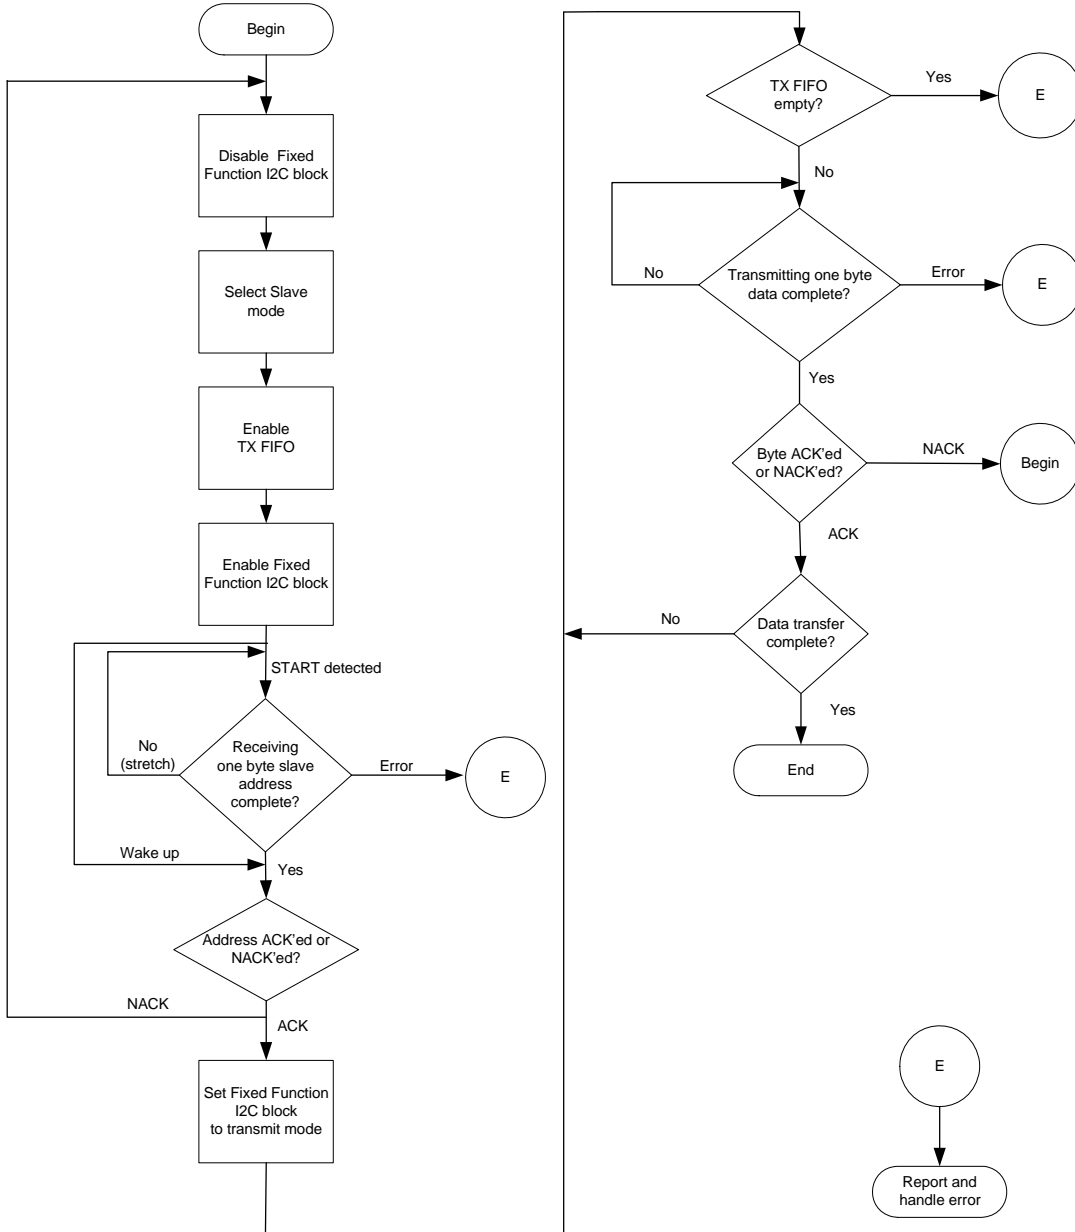 Begin
Disable Fixed
Function I2C block
Select Slave
mode
Enable
TX FIFO
Enable Fixed
Function I2C block
START detected
No
(stretch)
Receiving
one byte slave
address
complete?
Error
E
Wake up
Yes
Address ACK'ed or
NACK'ed?
NACK
ACK
Set Fixed Function
I2C block
to transmit mode
TX FIFO
empty?
Yes
E
No
No
Transmitting one byte
data complete?
Error
E
Yes
Byte ACK'ed
or NACK'ed?
NACK
Begin
ACK
No
Data transfer
complete?
Yes
End
E
Report and
handle error